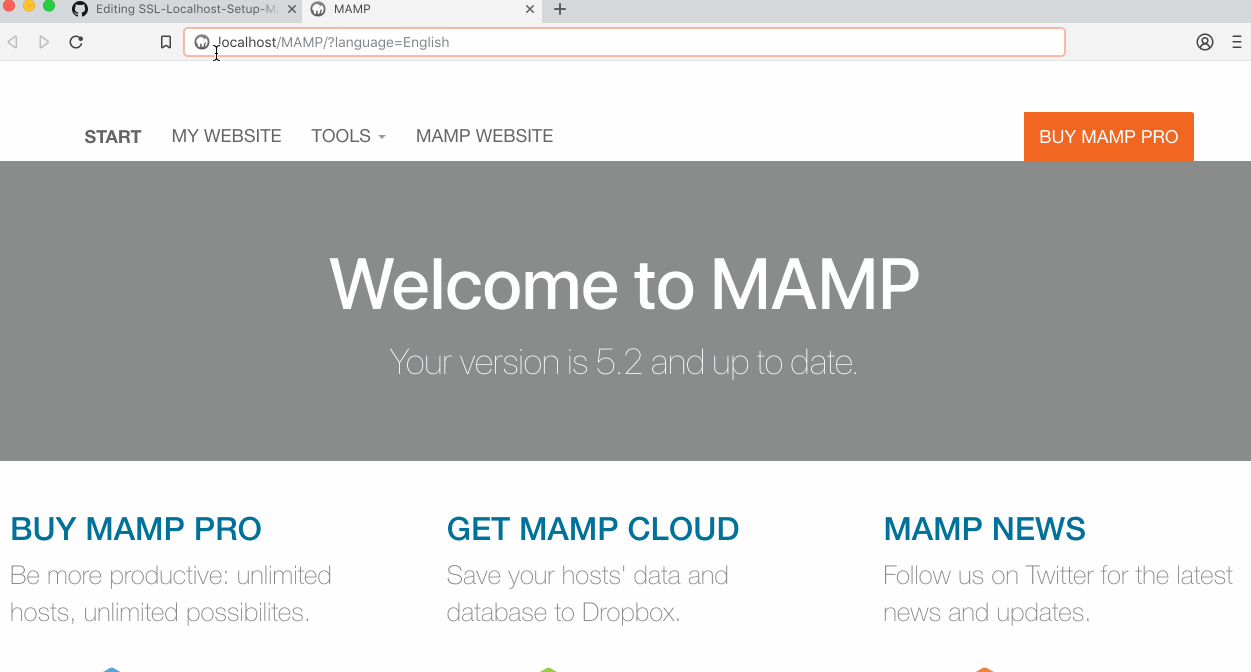 Editing SSL-Localhost-Setup-M
MAMP
localhost/MAMP/?language=English
START MY WEBSITE TOOLS MAMP WEBSITE BUY MAMP PRO
Welcome to MAMP
Your version is 5.2 and up to date.
BUY MAMP PRO
Be more productive: unlimited
hosts, unlimited possibilites.
GET MAMP CLOUD
Save your hosts' data and
database to Dropbox.
MAMP NEWS
Follow us on Twitter for the latest
news and updates.